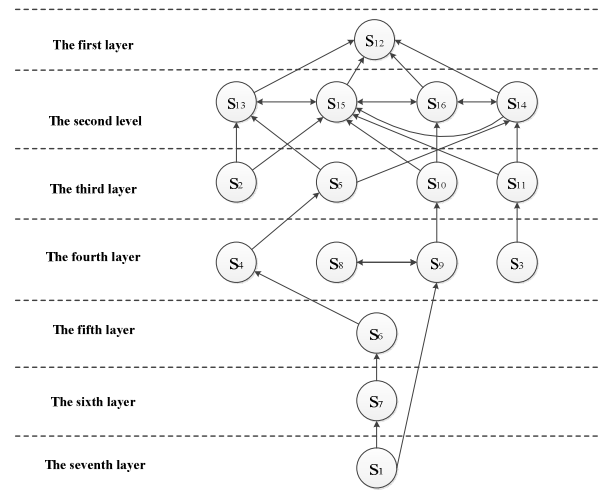 The first layer
S12
The second level
S13 S15 S16 S14
The third layer
S2 S5 S10 S11
The fourth layer
S4 S8 S9 S3
The fifth layer
S6
The sixth layer
S7
The seventh layer
S1